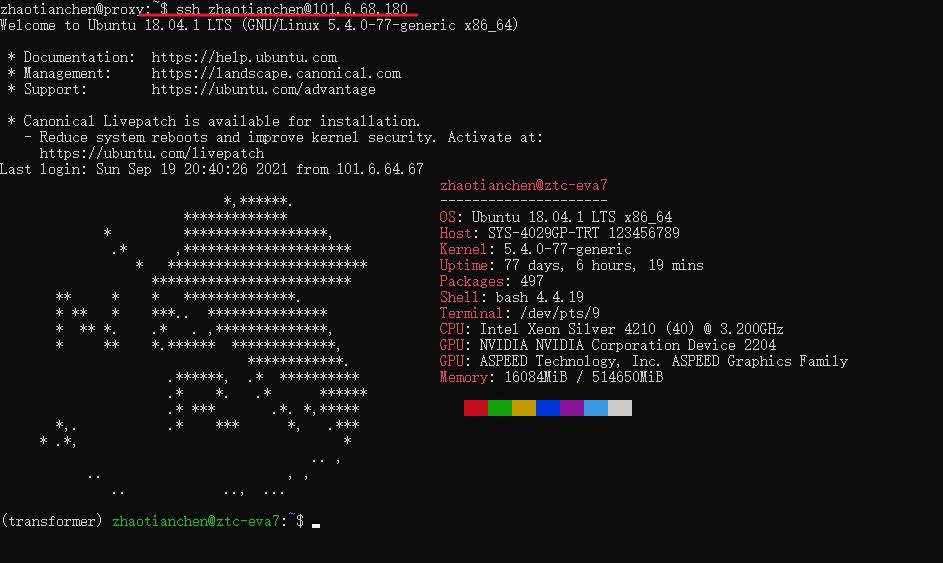 zhaotianchen@proxy:~$ ssh zhaotianchen@101.6.68.180
Welcome to Ubuntu 18.04.1 LTS (GNU/Linux 5.4.0-77-generic x86_64)
* Documentation: https://help.ubuntu.com
* Management: https://landscape.canonical.com
* Support: https://ubuntu.com/advantage
* Canonical Livepatch is available for installation.
- Reduce system reboots and improve kernel security. Activate at:
https://ubuntu.com/livepatch
Last login: Sun Sep 19 20:40:26 2021 from 101.6.64.67
zhaotianchen@ztc-eva7
---------------------
OS: Ubuntu 18.04.1 LTS x86_64
Host: SYS-4029GP-TRT 123456789
Kernel: 5.4.0-77-generic
Uptime: 77 days, 6 hours, 19 mins
Packages: 497
Shell: bash 4.4.19
Terminal: /dev/pts/9
CPU: Intel Xeon Silver 4210 (40) @ 3.200GHz
GPU: NVIDIA NVIDIA Corporation Device 2204
GPU: ASPEED Technology, Inc. ASPEED Graphics Family
Memory: 16084MiB / 514650MiB
(transformer) zhaotianchen@ztc-eva7:~$